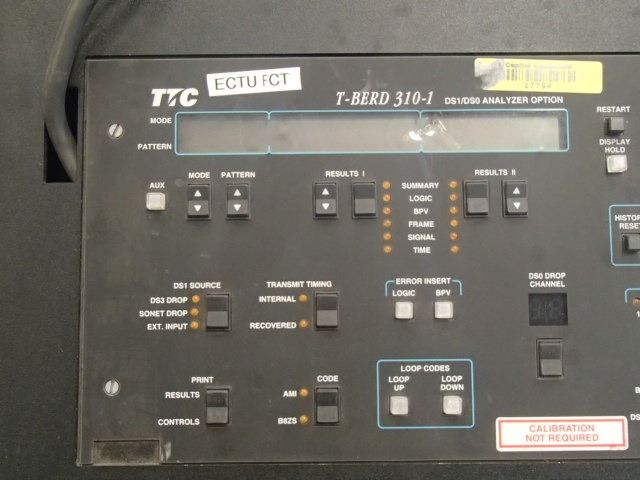 TTC
ECTU FCT
T-BERD 310-1
DS1/DS0 ANALYZER OPTION
27794
MODE
PATTERN
RESTART
DISPLAY
HOLD
AUX
MODE
PATTERN
RESULTS I
RESULTS II
SUMMARY
LOGIC
BPV
FRAME
SIGNAL
TIME
RESET
DS1 SOURCE
DS3 DROP
SONET DROP
EXT. INPUT
TRANSMIT TIMING
INTERNAL
RECOVERED
ERROR INSERT
LOGIC
BPV
DS0 DROP
CHANNEL
PRINT
RESULTS
CONTROLS
CODE
AMI
B8ZS
LOOP CODES
LOOP
UP
LOOP
DOWN
CALIBRATION
NOT REQUIRED